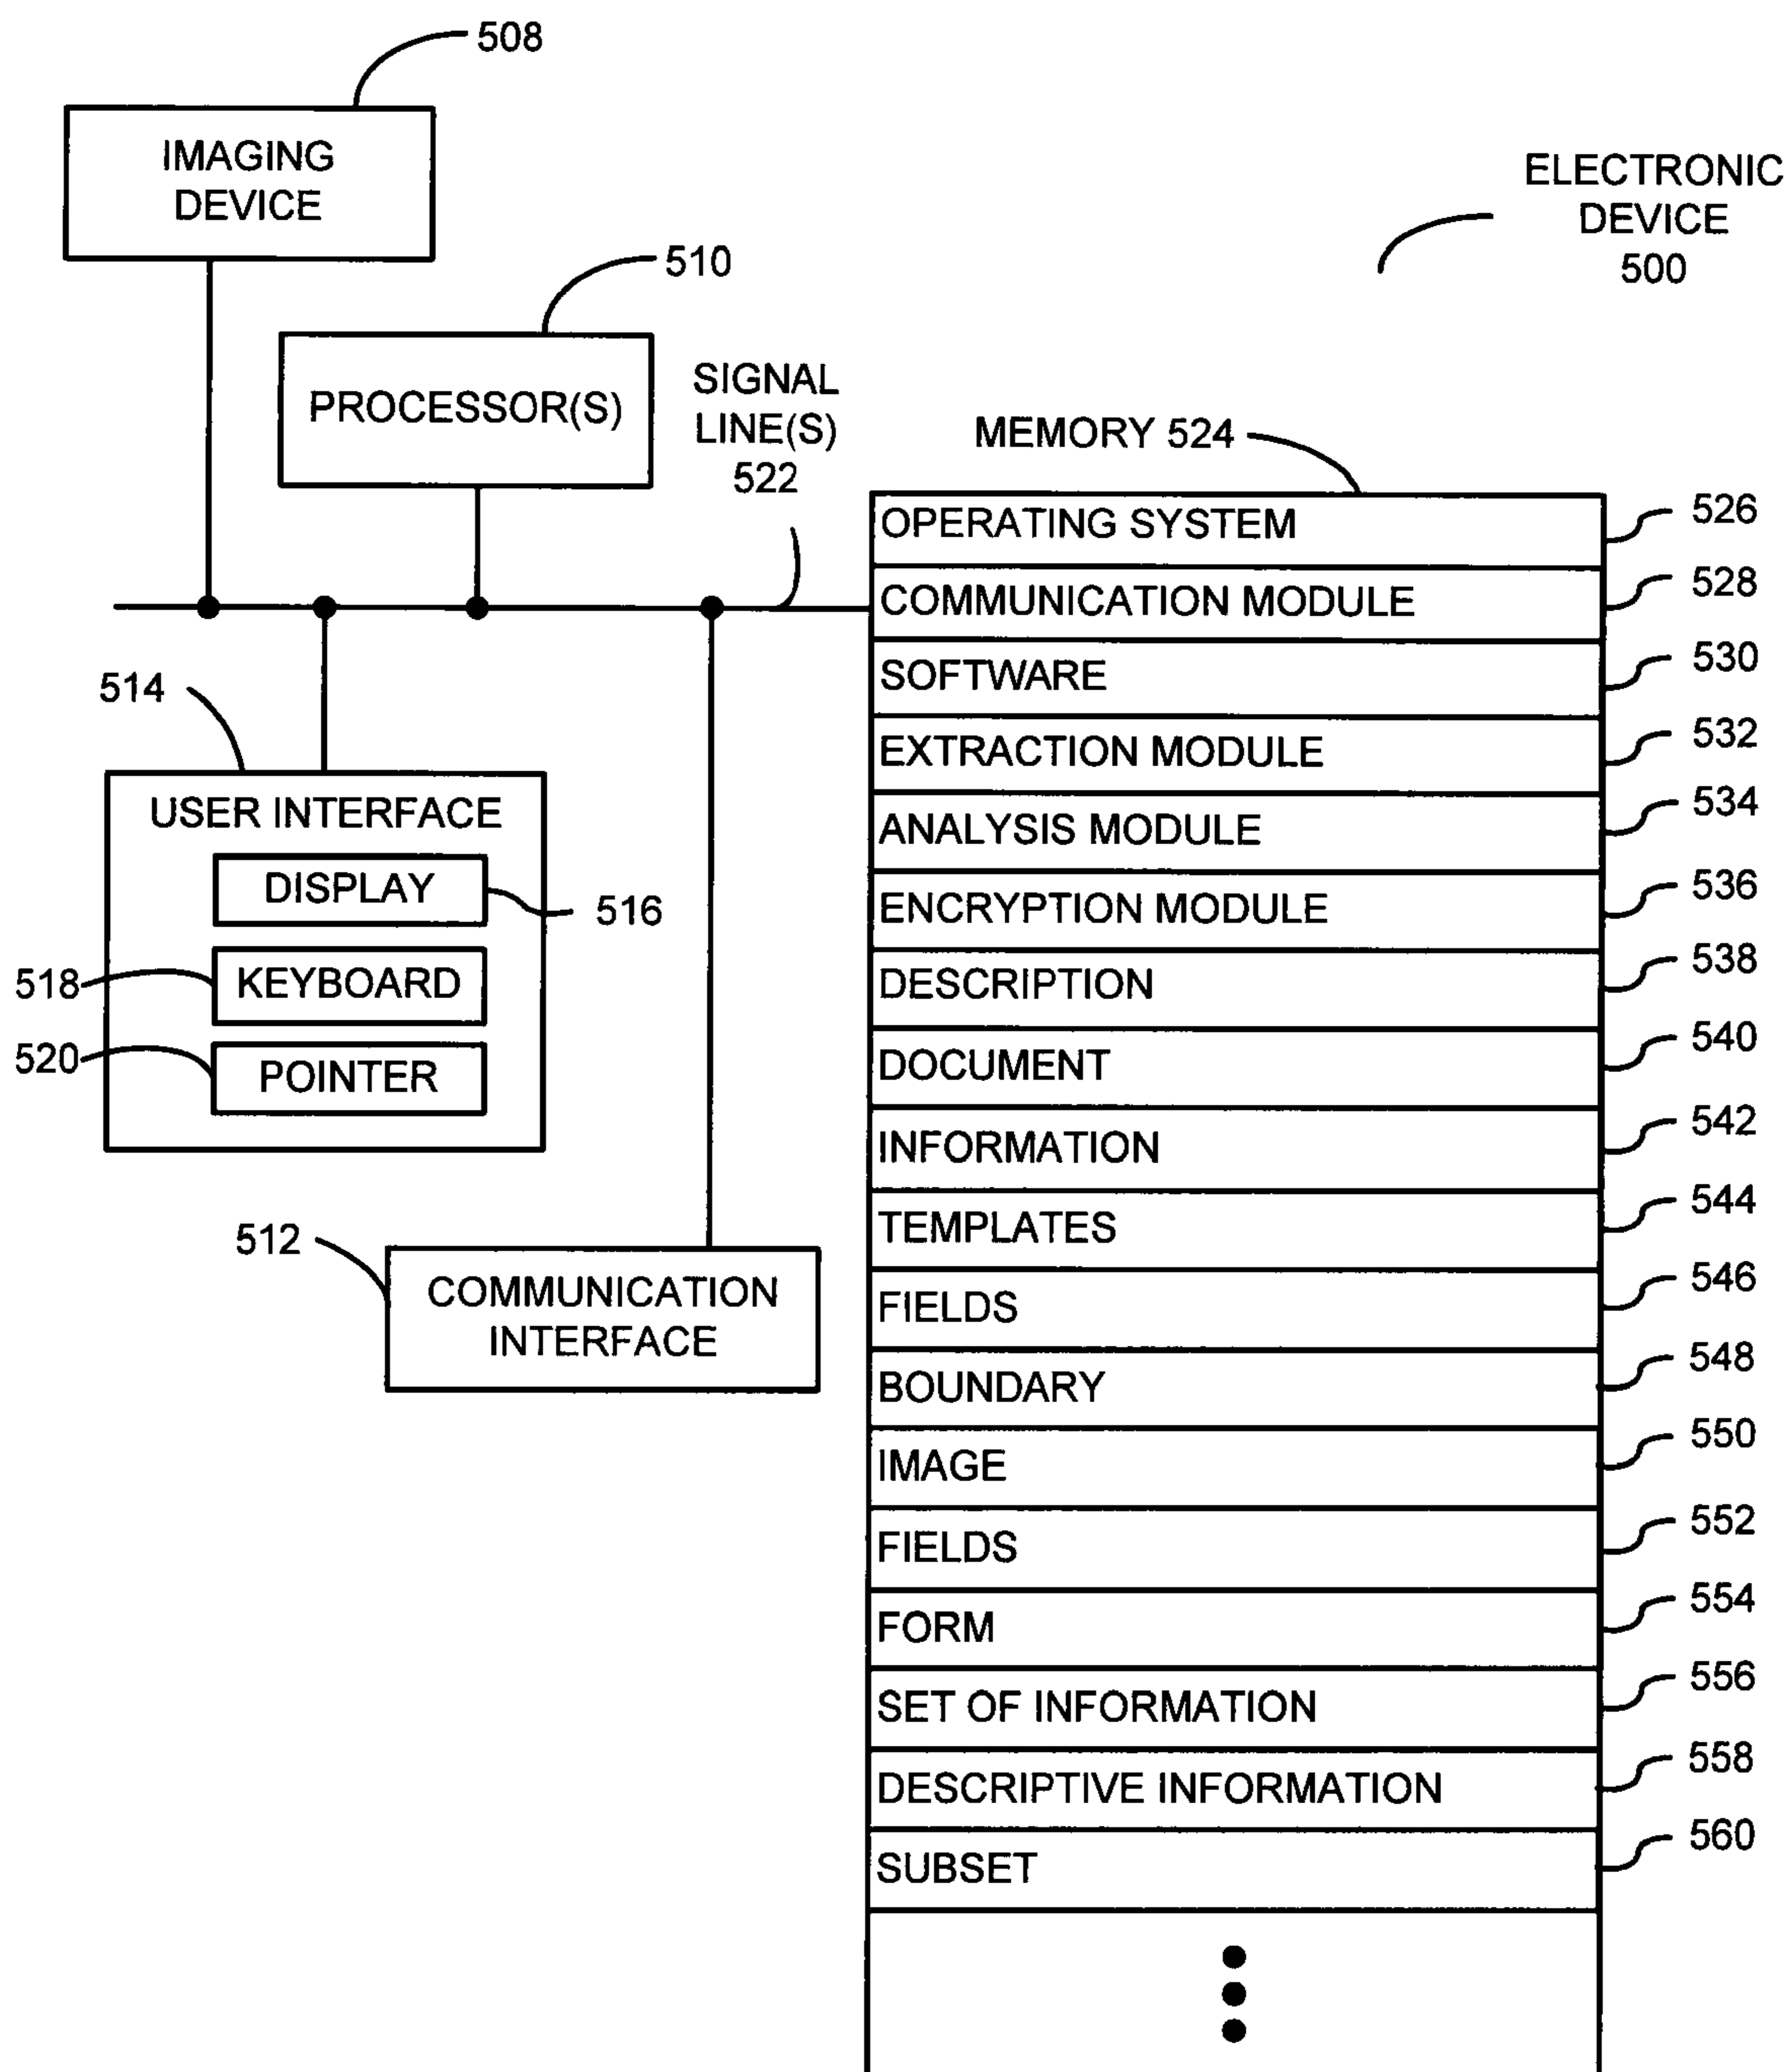 508
IMAGING
DEVICE
ELECTRONIC
DEVICE
500
510
PROCESSOR(S)
SIGNAL
LINE(S)
522
MEMORY 524
OPERATING SYSTEM
526
COMMUNICATION MODULE
528
SOFTWARE
530
EXTRACTION MODULE
532
ANALYSIS MODULE
534
ENCRYPTION MODULE
536
DESCRIPTION
538
DOCUMENT
540
INFORMATION
542
TEMPLATES
544
FIELDS
546
BOUNDARY
548
IMAGE
550
FIELDS
552
FORM
554
SET OF INFORMATION
556
DESCRIPTIVE INFORMATION
558
SUBSET
560
514
USER INTERFACE
DISPLAY
516
518
KEYBOARD
520
POINTER
512
COMMUNICATION
INTERFACE